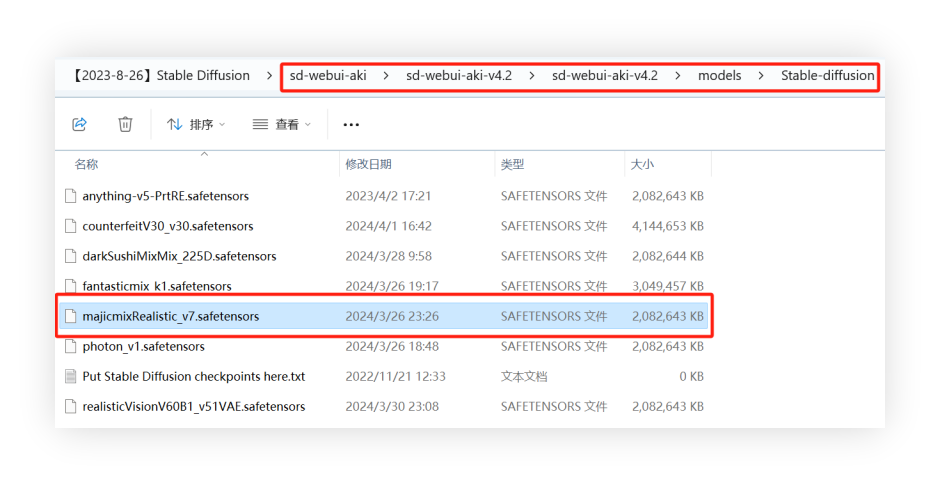 【2023-8-26】Stable Diffusion > sd-webui-aki > sd-webui-aki-v4.2 > sd-webui-aki-v4.2 > models > Stable-diffusion
排序 查看 •••
名称 修改日期 类型 大小
anything-v5-PrtRE.safetensors 2023/4/2 17:21 SAFETENSORS 文件 2,082,643 KB
counterfeitV30_v30.safetensors 2024/4/1 16:42 SAFETENSORS 文件 4,144,653 KB
darkSushiMixMix_225D.safetensors 2024/3/28 9:58 SAFETENSORS 文件 2,082,644 KB
fantasticmix_k1.safetensors 2024/3/26 19:17 SAFETENSORS 文件 3,049,457 KB
majicmixRealistic_v7.safetensors 2024/3/26 23:26 SAFETENSORS 文件 2,082,643 KB
photon_v1.safetensors 2024/3/26 18:48 SAFETENSORS 文件 2,082,643 KB
Put Stable Diffusion checkpoints here.txt 2022/11/21 12:33 文本文档 0 KB
realisticVisionV60B1_v51VAE.safetensors 2024/3/30 23:08 SAFETENSORS 文件 2,082,643 KB